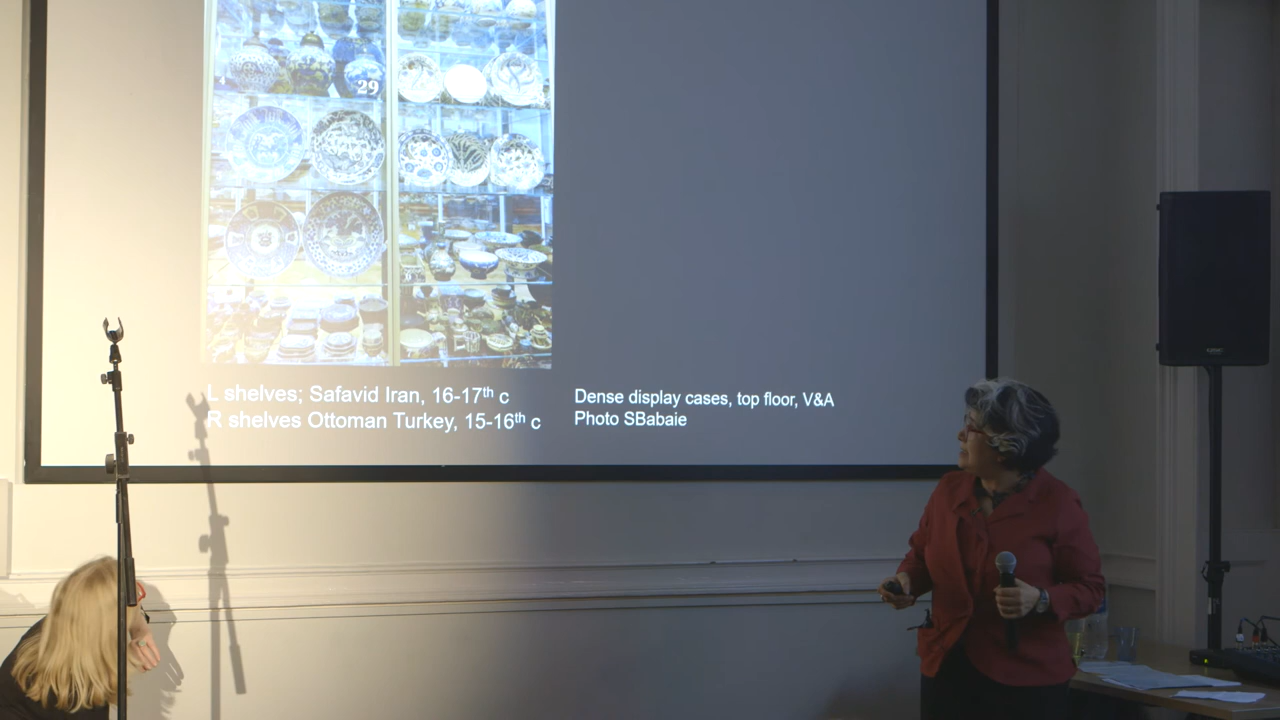 29
L shelves; Safavid Iran, 16-17th c
R shelves Ottoman Turkey, 15-16th c
Dense display cases, top floor, V&A
Photo SBabaie